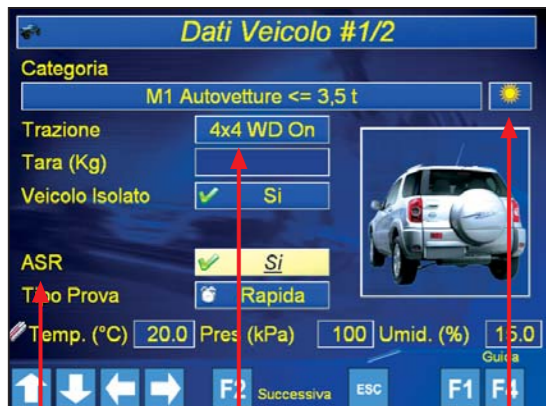 Dati Veicolo #1/2
Categoria
M1 Autovetture <= 3,5 t
Trazione 4x4 WD On
Tara (Kg)
Veicolo Isolato Si
ASR Si
Tipo Prova Rapida
Temp. (°C) 20.0 Pres (kPa) 100 Umid. (%) 15.0
Guida
F2 Successiva ESC F1 F4